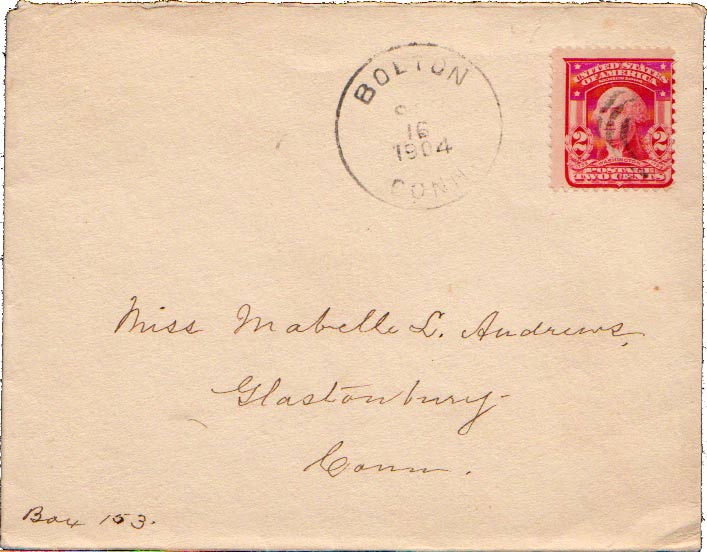 BOLTON
16
1904
CONN
UNITED STATES
OF AMERICA
2 2
WASHINGTON
POSTAGE
TWO CENTS
Miss Mabelle L. Andrews,
Glastonbury
Conn.
Box 153.